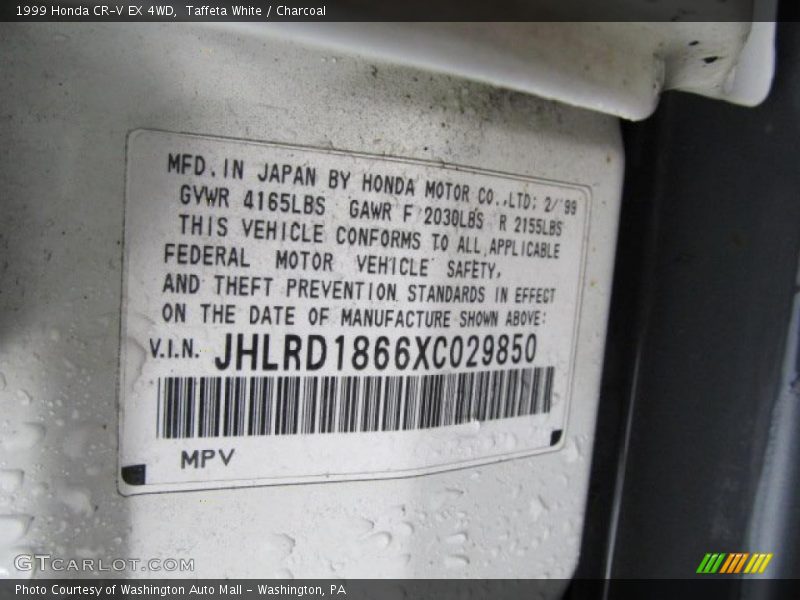 1999 Honda CR-V EX 4WD, Taffeta White / Charcoal
MFD. IN JAPAN BY HONDA MOTOR CO.,LTD; 2/'99
GVWR 4165LBS GAWR F 2030LBS R 2155LBS
THIS VEHICLE CONFORMS TO ALL APPLICABLE
FEDERAL MOTOR VEHICLE SAFETY,
AND THEFT PREVENTION STANDARDS IN EFFECT
ON THE DATE OF MANUFACTURE SHOWN ABOVE:
V.I.N. JHLRD1866XC029850
MPV
GTCARLOT.COM
Photo Courtesy of Washington Auto Mall - Washington, PA